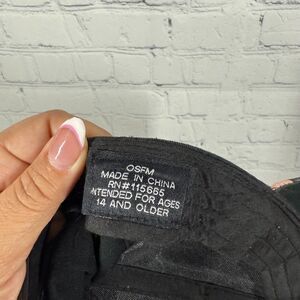 OSFM
MADE IN CHINA
RN#115665
INTENDED FOR AGES
14 AND OLDER